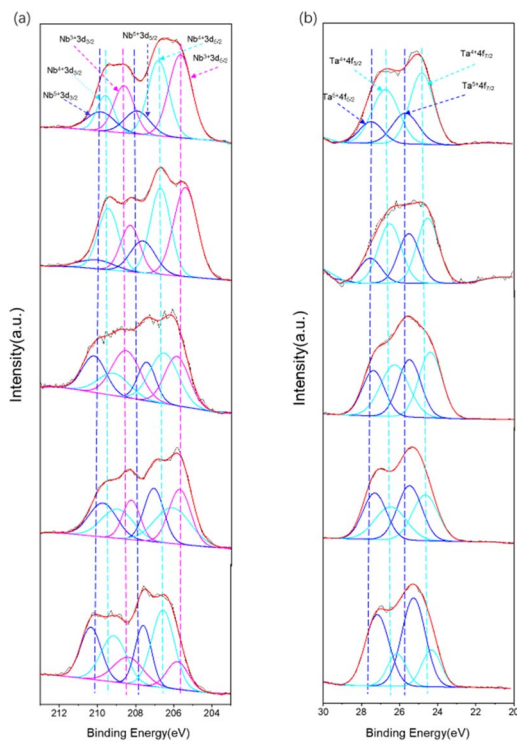 (a)
Nb³⁺3d₃/₂
Nb⁵⁺3d₅/₂
Nb⁴⁺3d₅/₂
Nb⁴⁺3d₃/₂
Nb³⁺3d₅/₂
Nb⁵⁺3d₃/₂
Intensity(a.u.)
212
210
208
206
204
Binding Energy(eV)
(b)
Ta⁴⁺4f₅/₂
Ta⁴⁺4f₇/₂
Ta⁵⁺4f₅/₂
Ta⁵⁺4f₇/₂
Intensity(a.u.)
30
28
26
24
22
20
Binding Energy(eV)